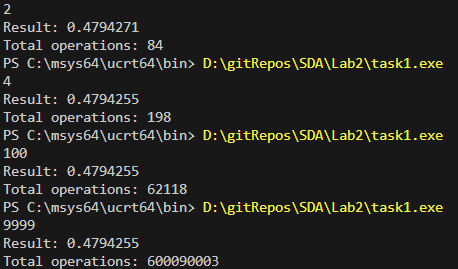 2
Result: 0.4794271
Total operations: 84
PS C:\msys64\ucrt64\bin> D:\gitRepos\SDA\Lab2\task1.exe
4
Result: 0.4794255
Total operations: 198
PS C:\msys64\ucrt64\bin> D:\gitRepos\SDA\Lab2\task1.exe
100
Result: 0.4794255
Total operations: 62118
PS C:\msys64\ucrt64\bin> D:\gitRepos\SDA\Lab2\task1.exe
9999
Result: 0.4794255
Total operations: 600090003